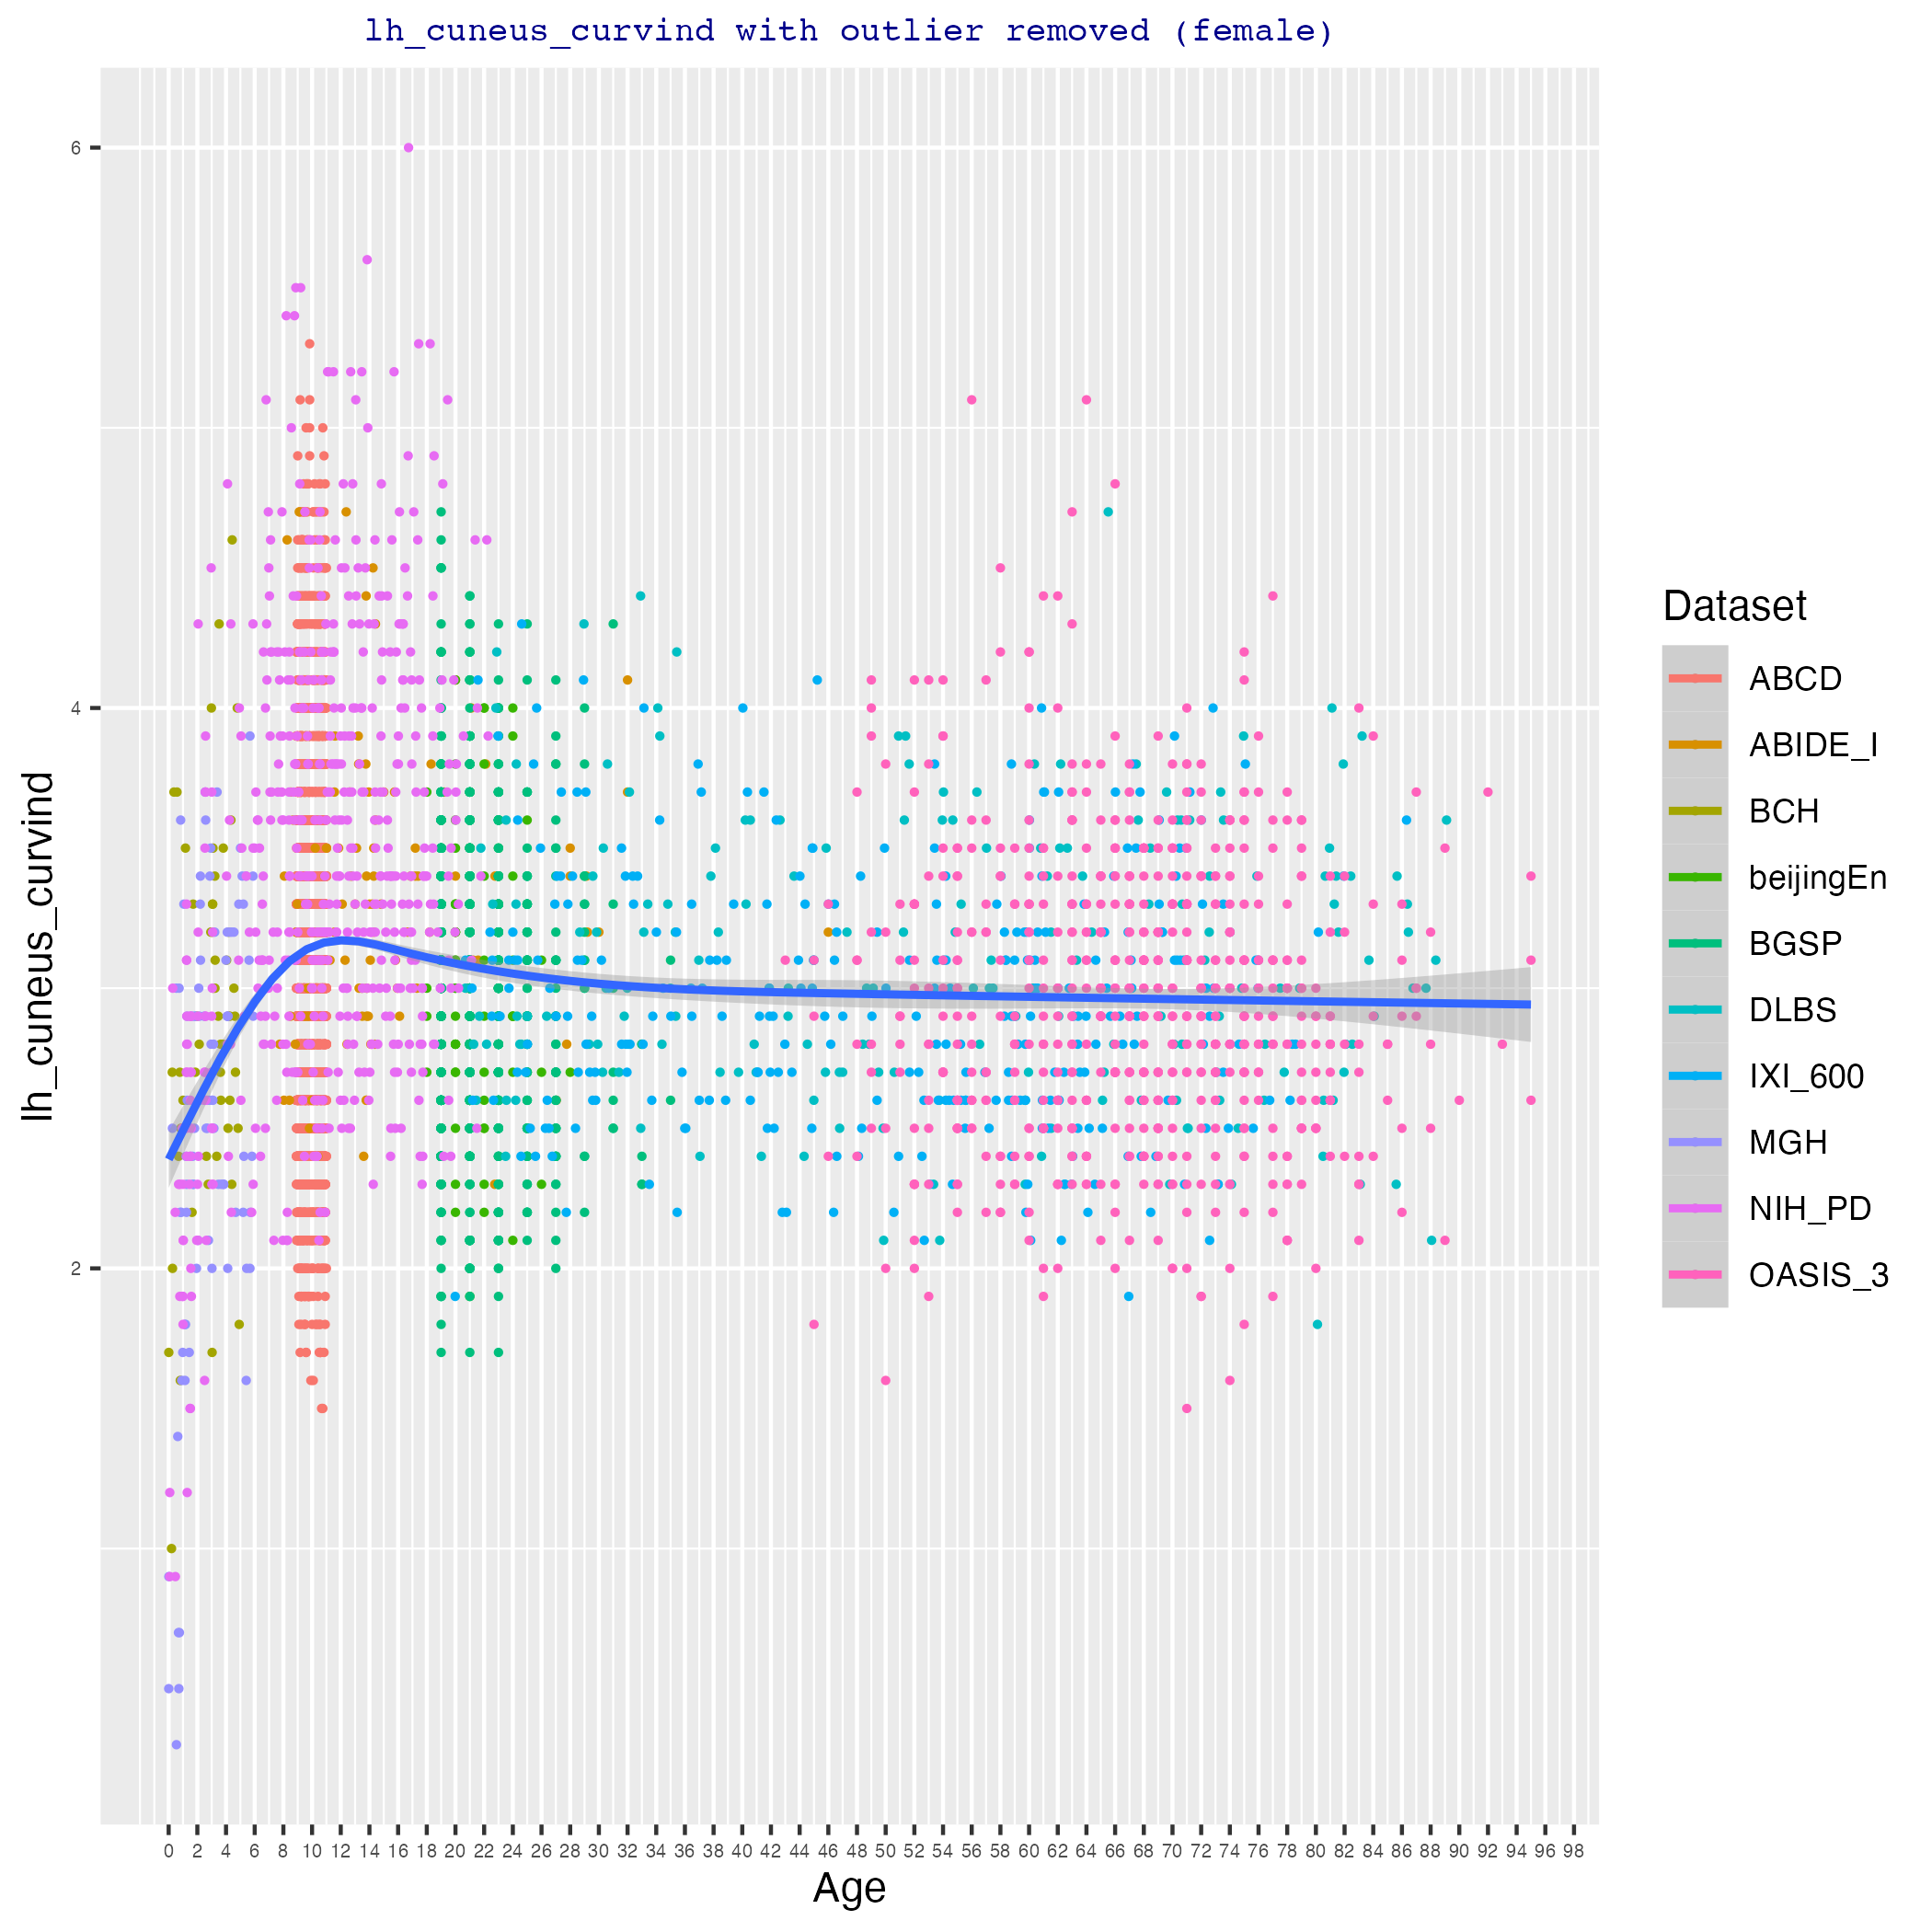 lh_cuneus_curvind with outlier removed (female)
lh_cuneus_curvind
6
4
2
0 2 4 6 8 10 12 14 16 18 20 22 24 26 28 30 32 34 36 38 40 42 44 46 48 50 52 54 56 58 60 62 64 66 68 70 72 74 76 78 80 82 84 86 88 90 92 94 96 98
Age
Dataset
ABCD
ABIDE_I
BCH
beijingEn
BGSP
DLBS
IXI_600
MGH
NIH_PD
OASIS_3